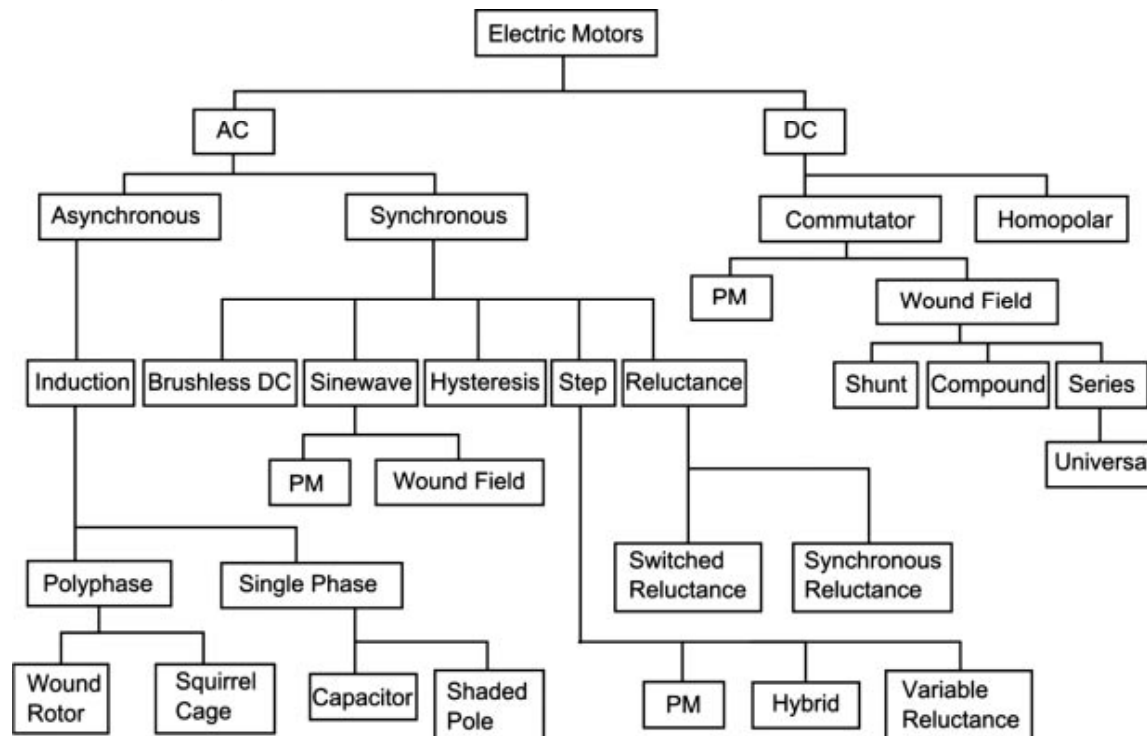 Electric Motors
AC
DC
Asynchronous
Synchronous
Commutator
Homopolar
PM
Wound Field
Induction
Brushless DC
Sinewave
Hysteresis
Step
Reluctance
Shunt
Compound
Series
PM
Wound Field
Universa
Polyphase
Single Phase
Switched
Reluctance
Synchronous
Reluctance
Wound
Rotor
Squirrel
Cage
Capacitor
Shaded
Pole
PM
Hybrid
Variable
Reluctance